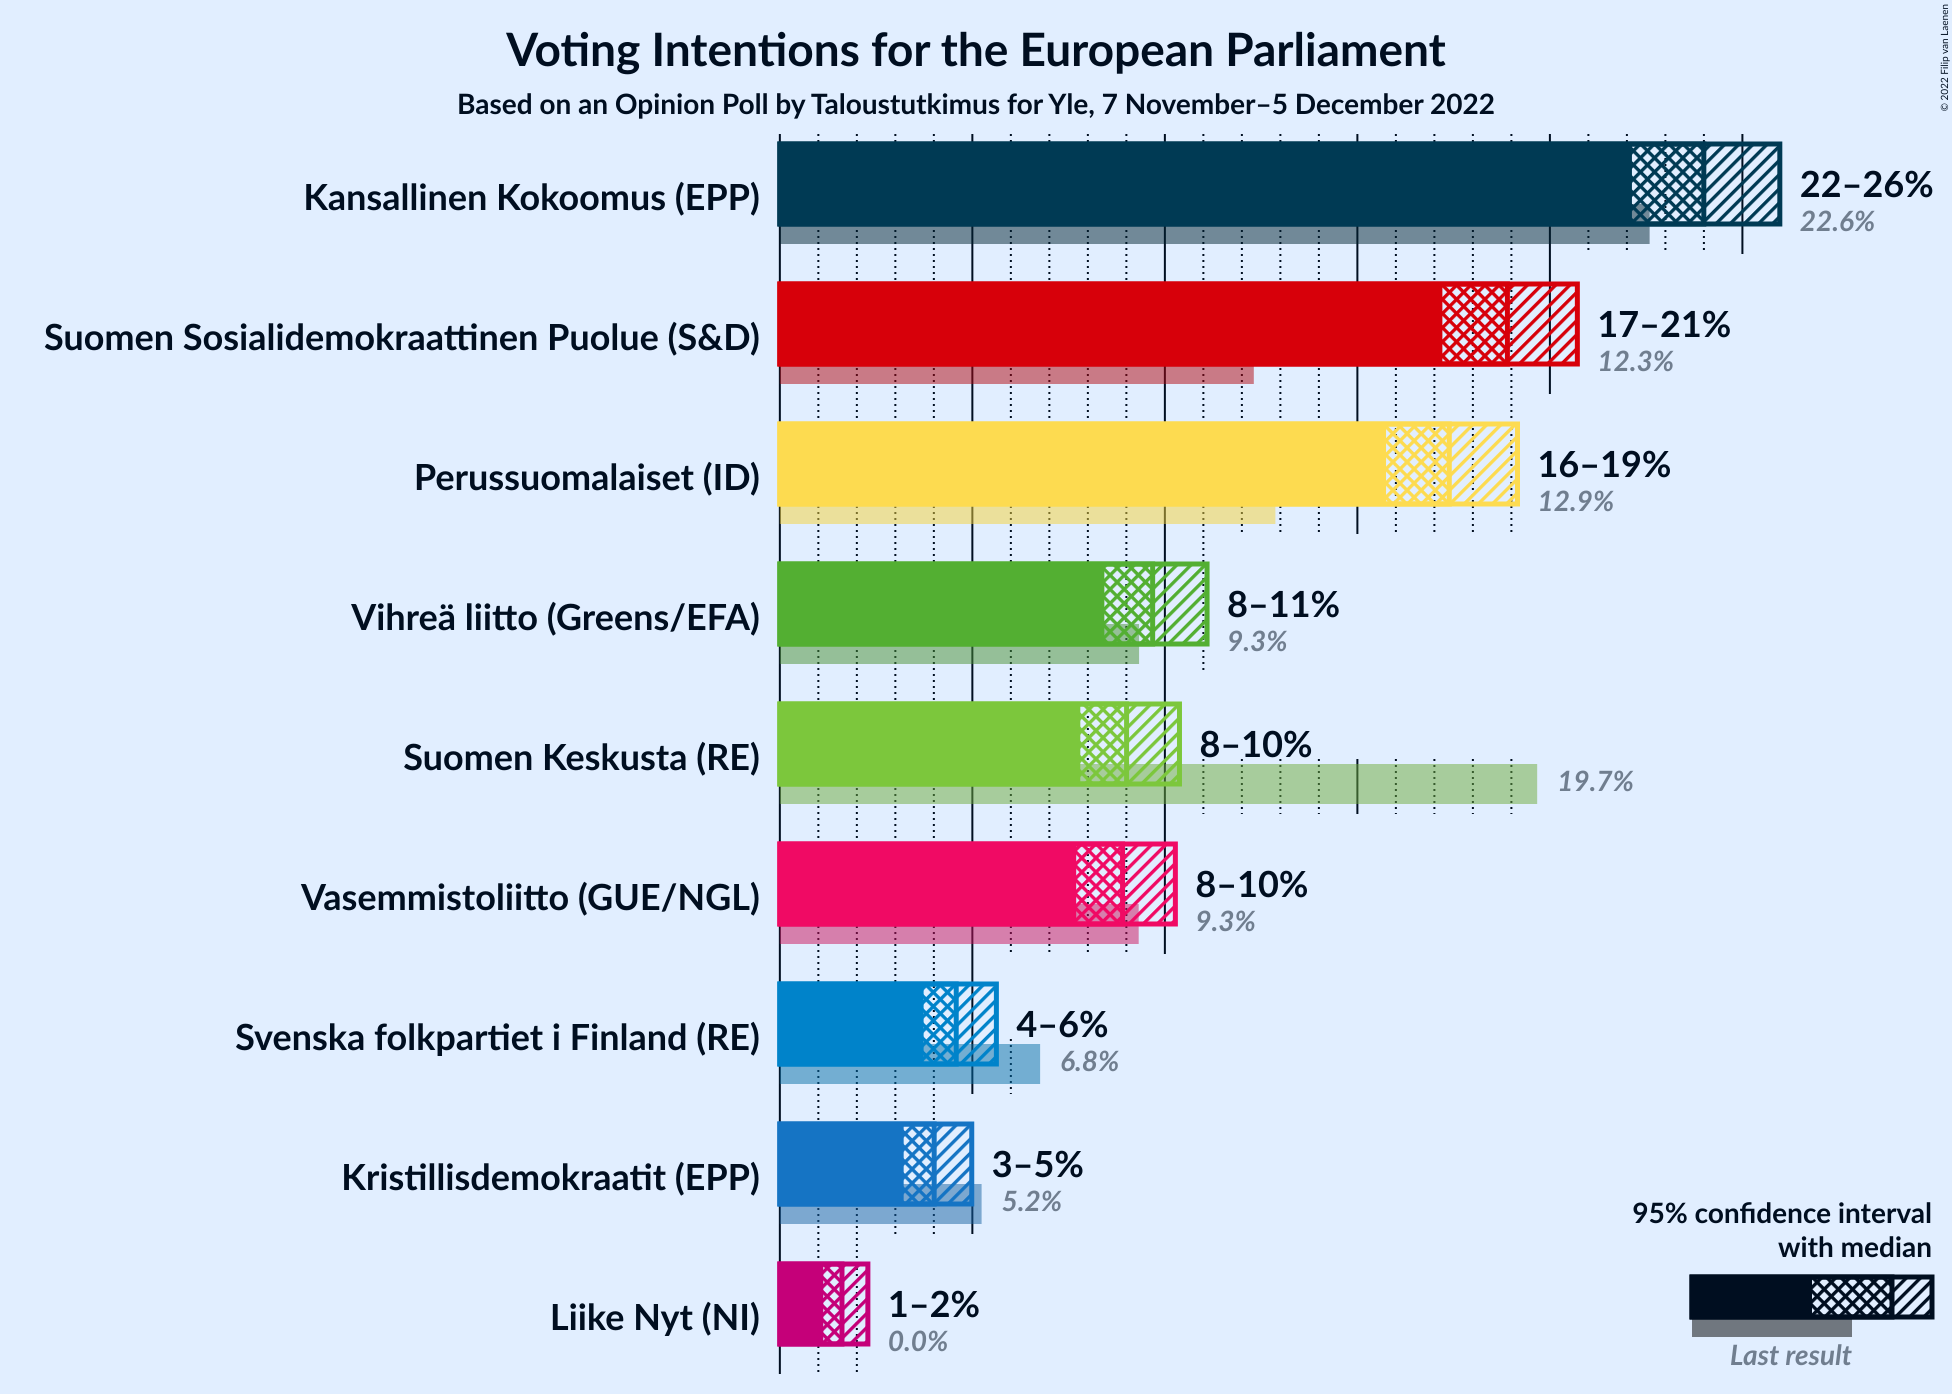 Voting Intentions for the European Parliament
Based on an Opinion Poll by Taloustutkimus for Yle, 7 November–5 December 2022
© 2022 Filip van Laenen
Kansallinen Kokoomus (EPP)
22–26%
22.6%
Suomen Sosialidemokraattinen Puolue (S&D)
17–21%
12.3%
Perussuomalaiset (ID)
16–19%
12.9%
Vihreä liitto (Greens/EFA)
8–11%
9.3%
Suomen Keskusta (RE)
8–10%
19.7%
Vasemmistoliitto (GUE/NGL)
8–10%
9.3%
Svenska folkpartiet i Finland (RE)
4–6%
6.8%
Kristillisdemokraatit (EPP)
3–5%
5.2%
Liike Nyt (NI)
1–2%
0.0%
95% confidence interval
with median
Last result